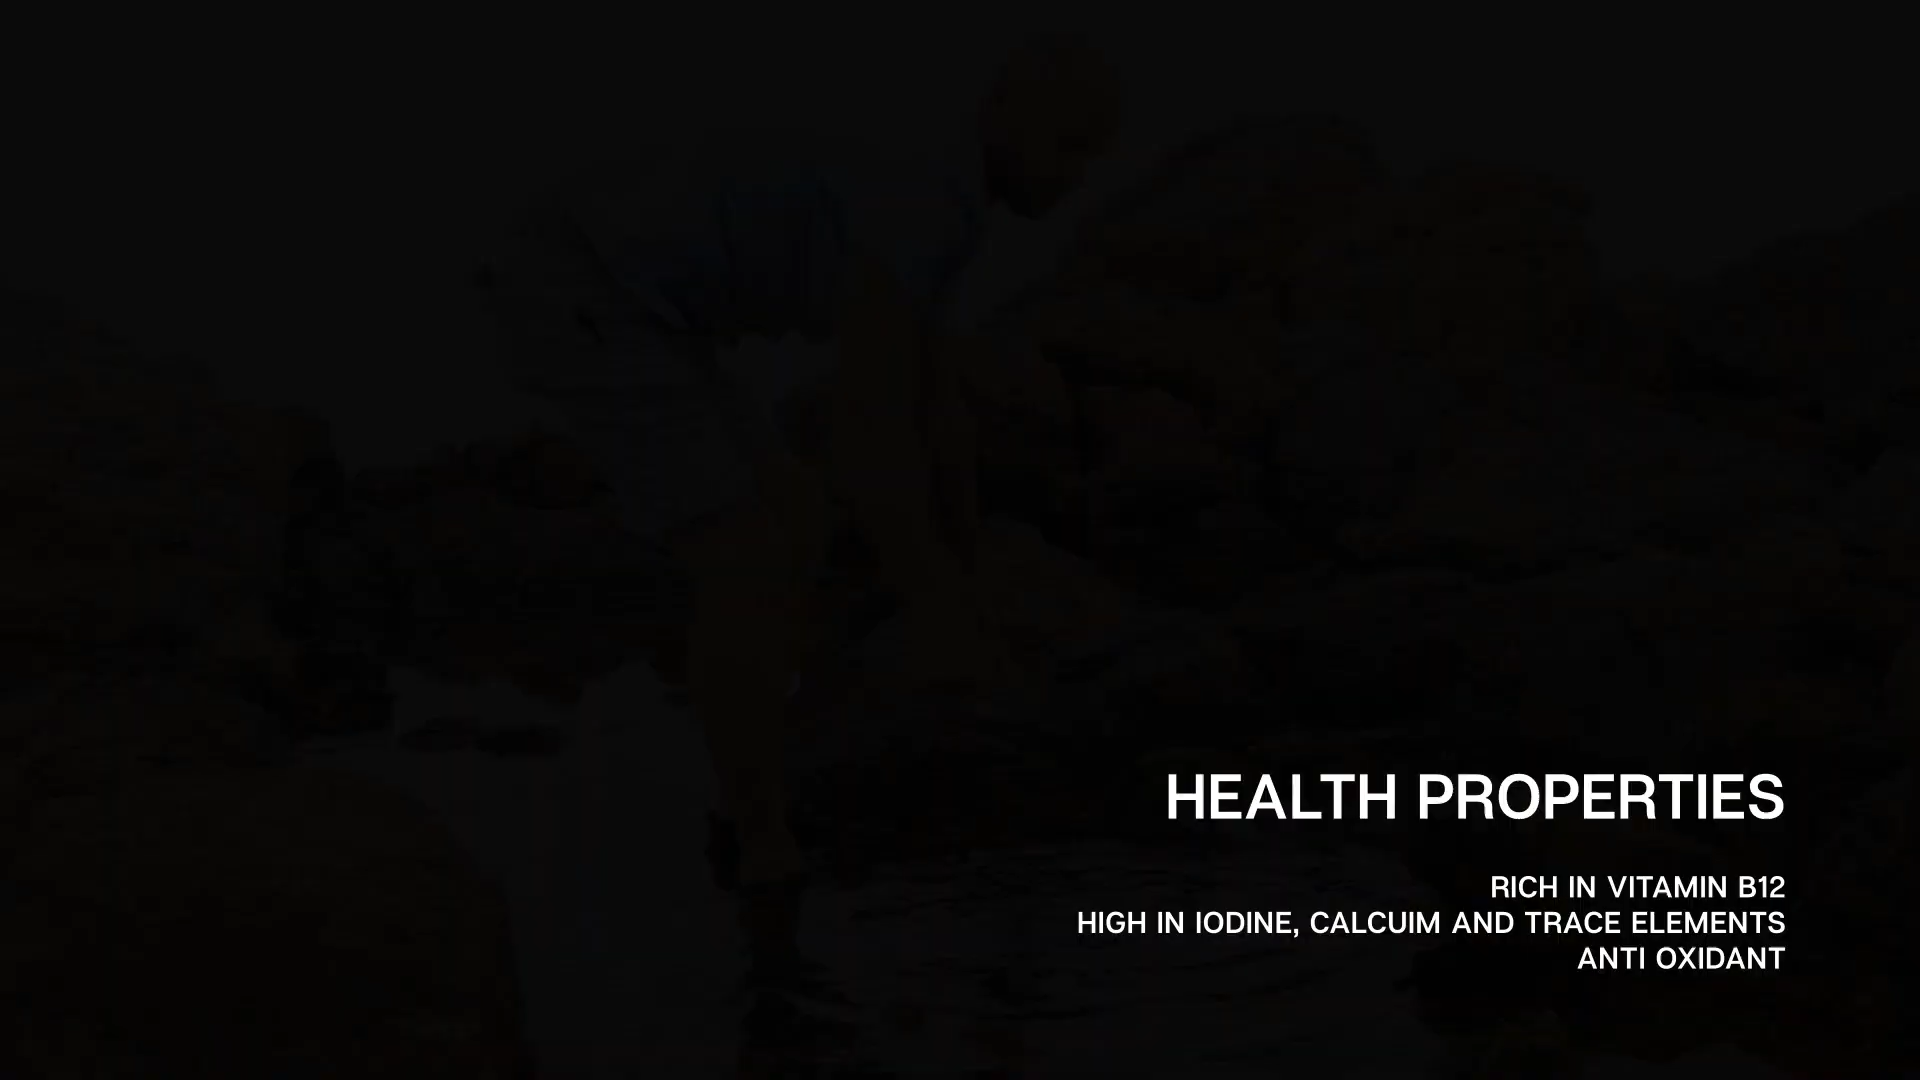 HEALTH PROPERTIES
RICH IN VITAMIN B12
HIGH IN IODINE, CALCUIM AND TRACE ELEMENTS
ANTI OXIDANT